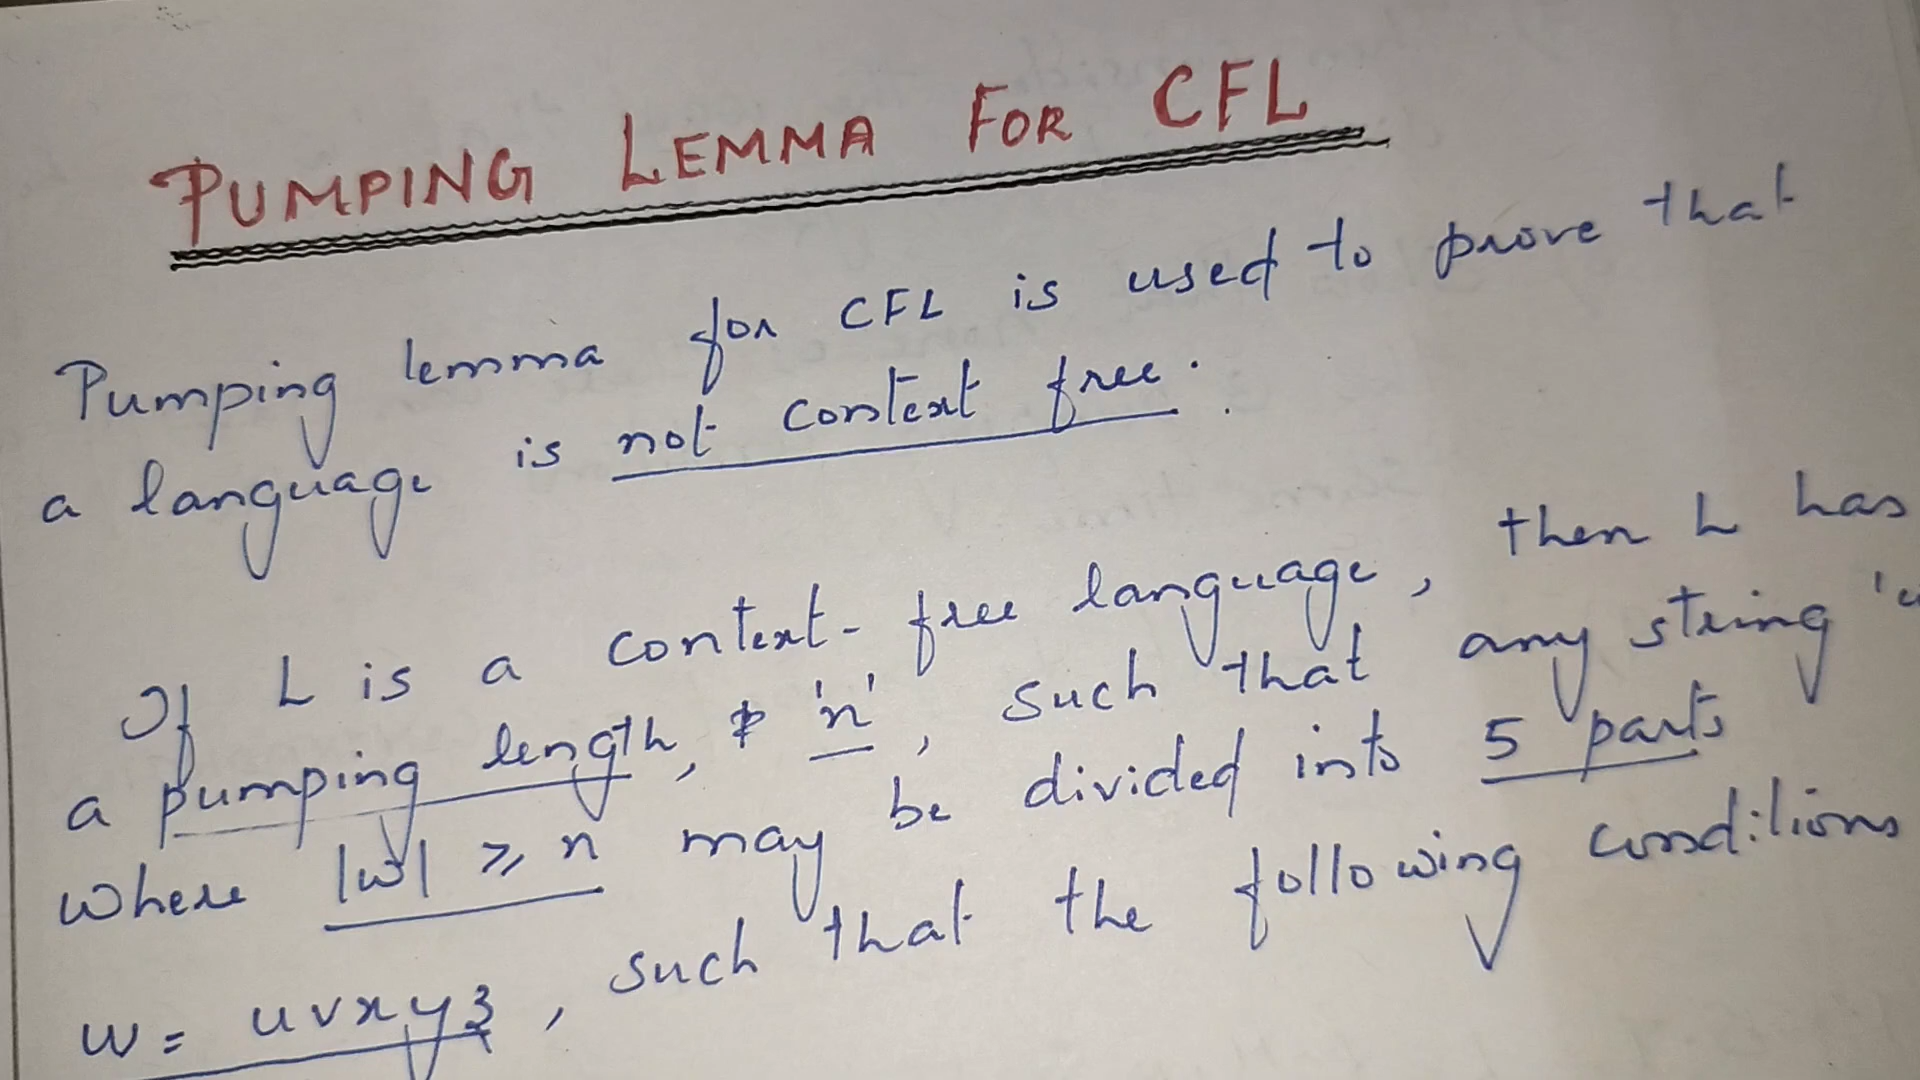 PUMPING LEMMA FOR CFL
Pumping lemma for CFL is used to prove that
a language is not context free.
If L is a context-free language, then L has
a pumping length, 'n', such that any string
where |w| ⩾ n may be divided into 5 parts
w = uvxyz, such that the following conditions